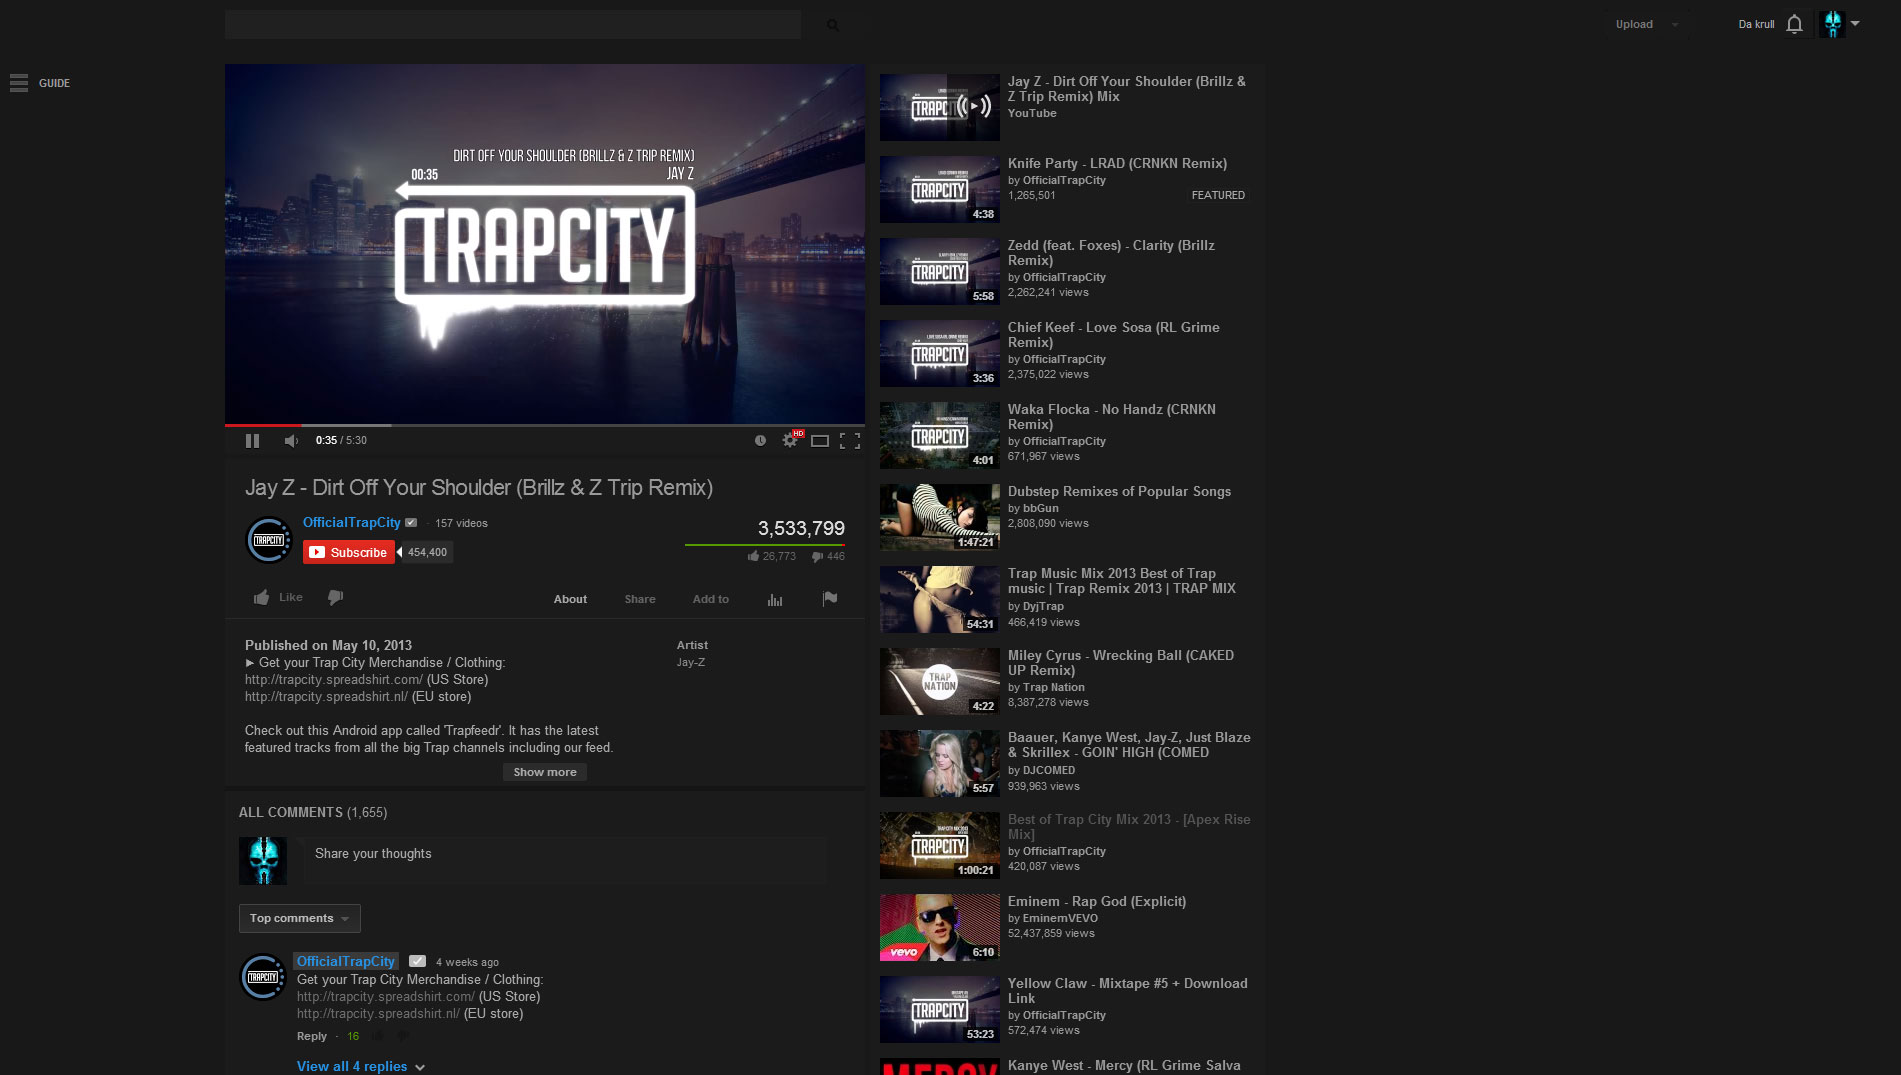 Upload
Da krull
GUIDE
DIRT OFF YOUR SHOULDER (BRILLZ & Z TRIP REMIX)
JAY Z
00:35
TRAPCITY
0:35 / 5:30
HD
Jay Z - Dirt Off Your Shoulder (Brillz & Z Trip Remix)
TRAPCITY
OfficialTrapCity · 157 videos
Subscribe 454,400
3,533,799
26,773 446
Like
About Share Add to
Published on May 10, 2013
► Get your Trap City Merchandise / Clothing:
http://trapcity.spreadshirt.com/ (US Store)
http://trapcity.spreadshirt.nl/ (EU store)
Artist
Jay-Z
Check out this Android app called 'Trapfeedr'. It has the latest
featured tracks from all the big Trap channels including our feed.
Show more
ALL COMMENTS (1,655)
Share your thoughts
Top comments
TRAPCITY
OfficialTrapCity 4 weeks ago
Get your Trap City Merchandise / Clothing:
http://trapcity.spreadshirt.com/ (US Store)
http://trapcity.spreadshirt.nl/ (EU store)
Reply · 16
View all 4 replies
Jay Z - Dirt Off Your Shoulder (Brillz &
Z Trip Remix) Mix
YouTube
TRAPCITY
4:38
Knife Party - LRAD (CRNKN Remix)
by OfficialTrapCity
1,265,501
FEATURED
TRAPCITY
5:58
Zedd (feat. Foxes) - Clarity (Brillz
Remix)
by OfficialTrapCity
2,262,241 views
TRAPCITY
3:36
Chief Keef - Love Sosa (RL Grime
Remix)
by OfficialTrapCity
2,375,022 views
TRAPCITY
4:01
Waka Flocka - No Handz (CRNKN
Remix)
by OfficialTrapCity
671,967 views
1:47:21
Dubstep Remixes of Popular Songs
by bbGun
2,808,090 views
54:31
Trap Music Mix 2013 Best of Trap
music | Trap Remix 2013 | TRAP MIX
by DyjTrap
466,419 views
TRAP
NATION
4:22
Miley Cyrus - Wrecking Ball (CAKED
UP Remix)
by Trap Nation
8,387,278 views
5:57
Baauer, Kanye West, Jay-Z, Just Blaze
& Skrillex - GOIN' HIGH (COMED
by DJCOMED
939,963 views
TRAPCITY
1:00:21
Best of Trap City Mix 2013 - [Apex Rise
Mix]
by OfficialTrapCity
420,087 views
vevo
6:10
Eminem - Rap God (Explicit)
by EminemVEVO
52,437,859 views
TRAPCITY
53:23
Yellow Claw - Mixtape #5 + Download
Link
by OfficialTrapCity
572,474 views
MERCY
Kanye West - Mercy (RL Grime Salva